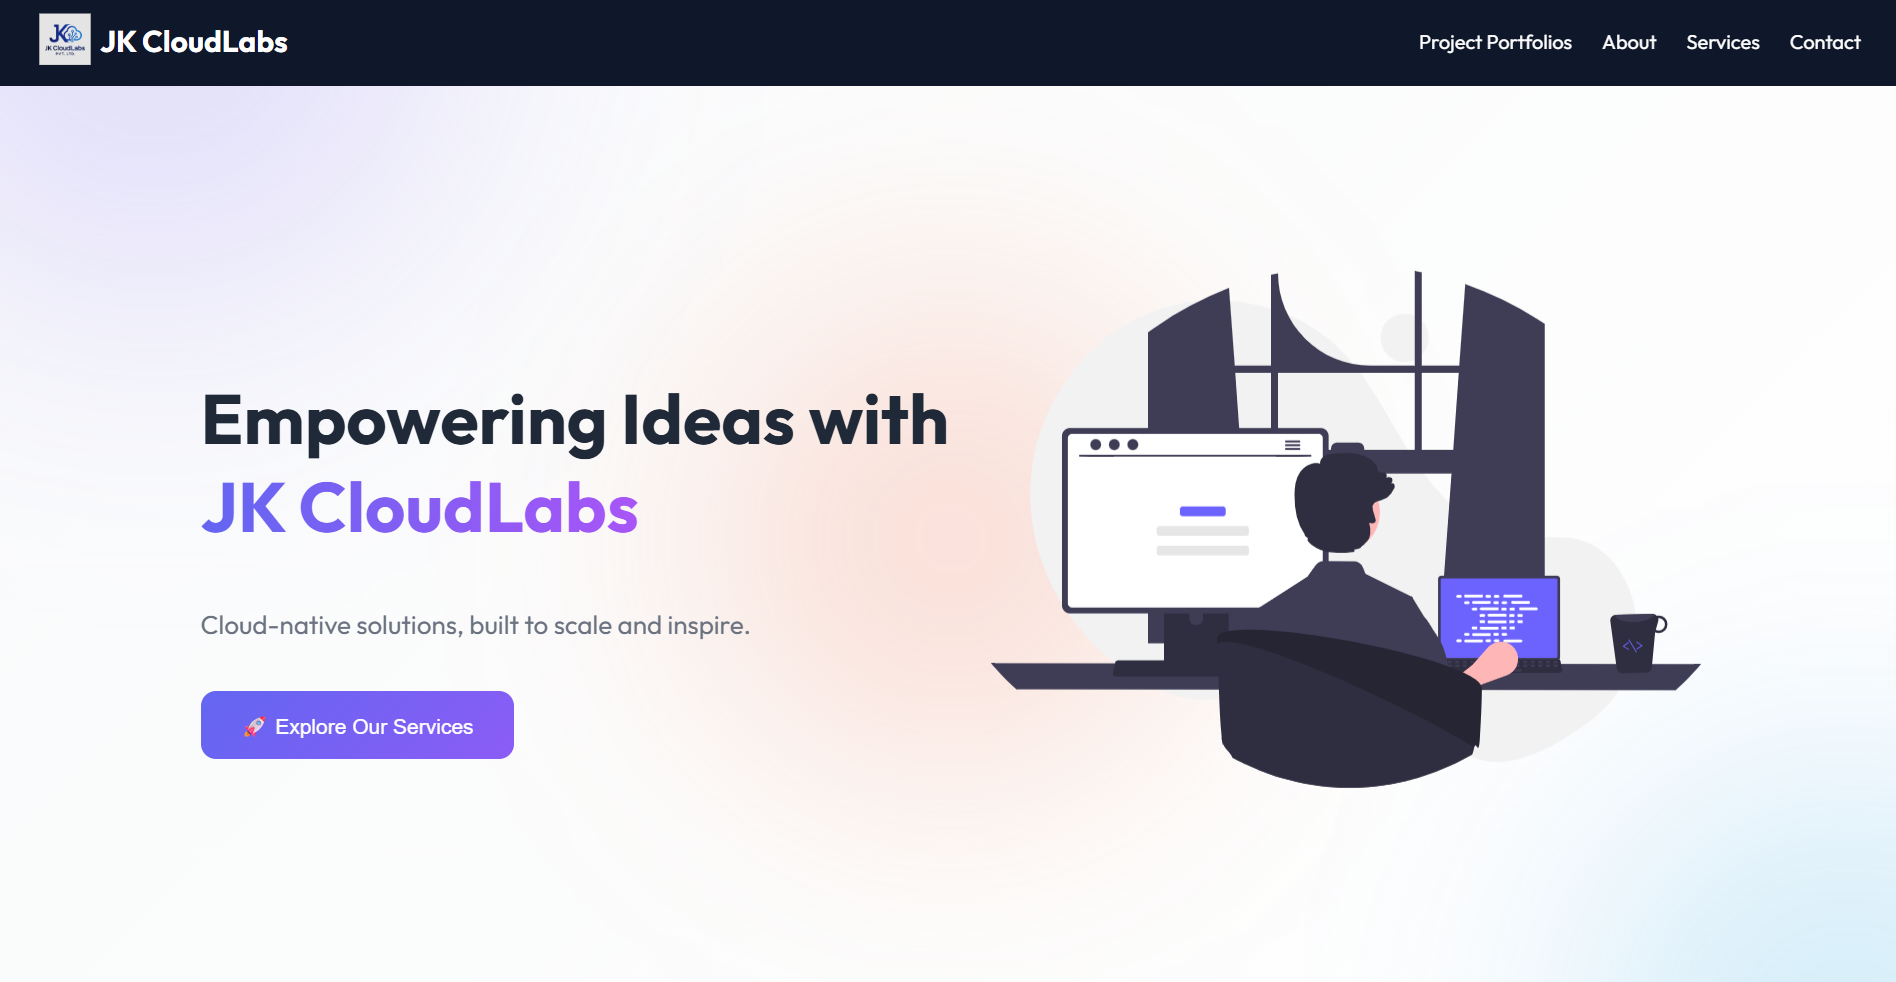 JK
JK CloudLabs
PVT. LTD.
JK CloudLabs
Project Portfolios
About
Services
Contact
Empowering Ideas with
JK CloudLabs
Cloud-native solutions, built to scale and inspire.
🚀 Explore Our Services
</>